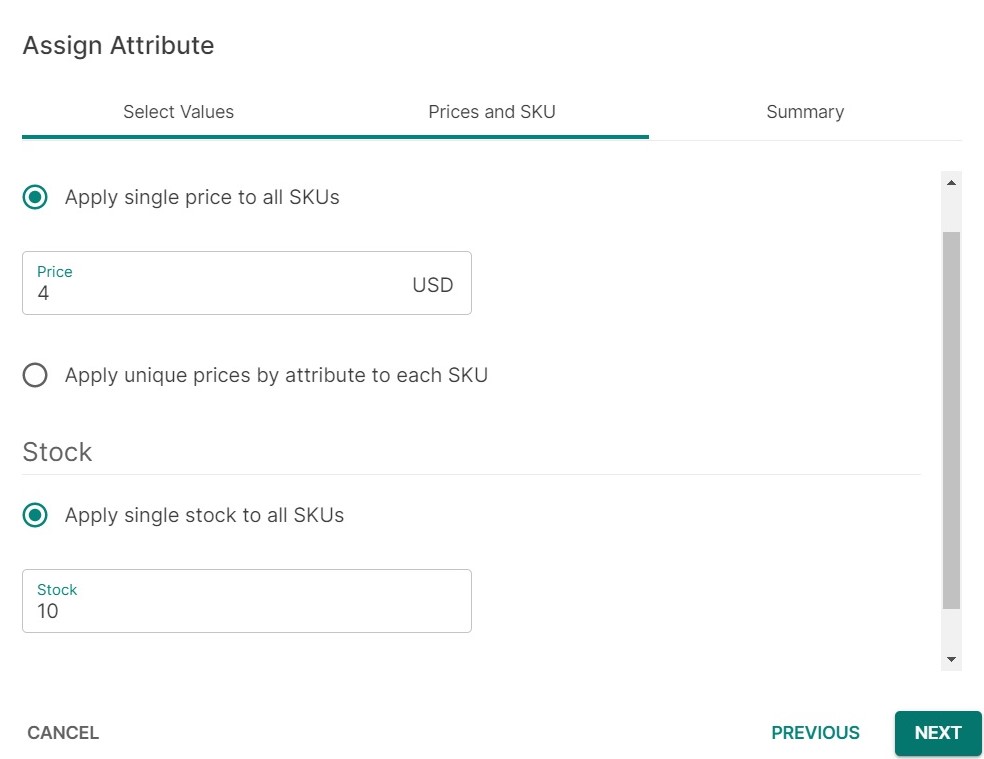 Assign Attribute
Select Values Prices and SKU Summary
Apply single price to all SKUs
Price
4 USD
Apply unique prices by attribute to each SKU
Stock
Apply single stock to all SKUs
Stock
10
CANCEL PREVIOUS NEXT